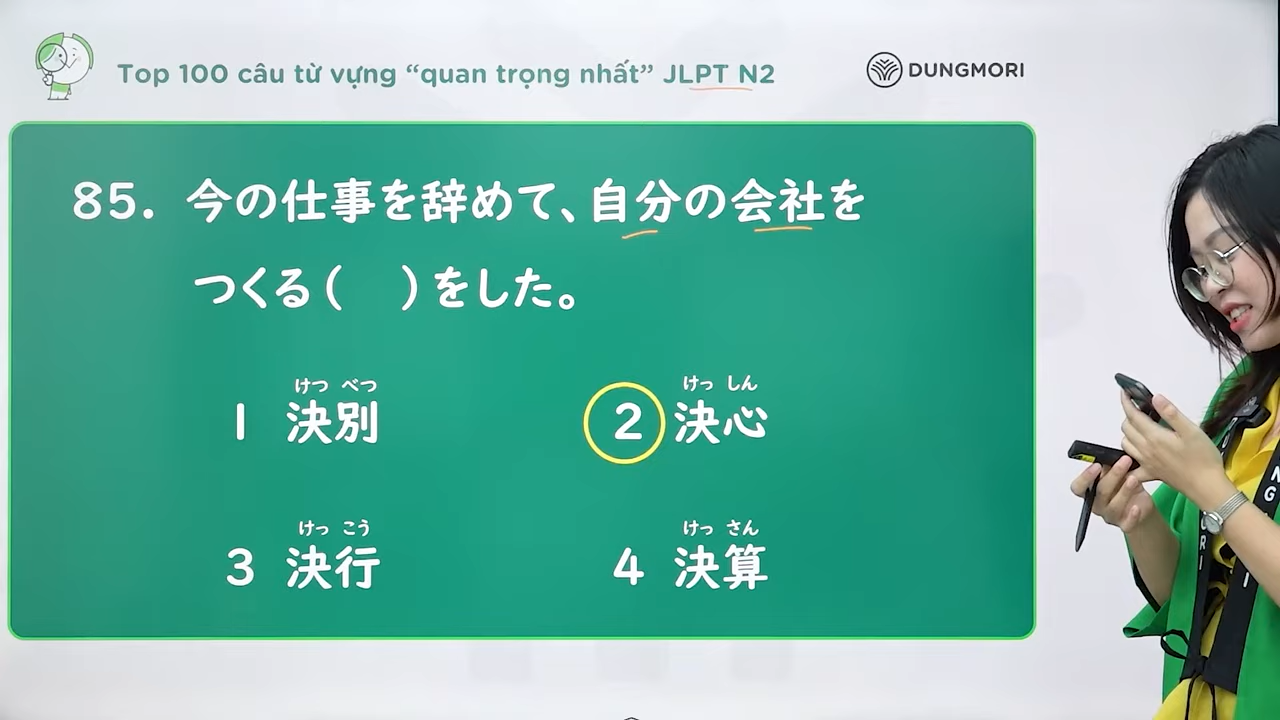 Top 100 câu từ vựng “quan trọng nhất” JLPT N2
DUNGMORI
85. 今の仕事を辞めて、自分の会社を
つくる(　)をした。
けつ べつ
1 決別
けっ しん
2 決心
けっ こう
3 決行
けっ さん
4 決算